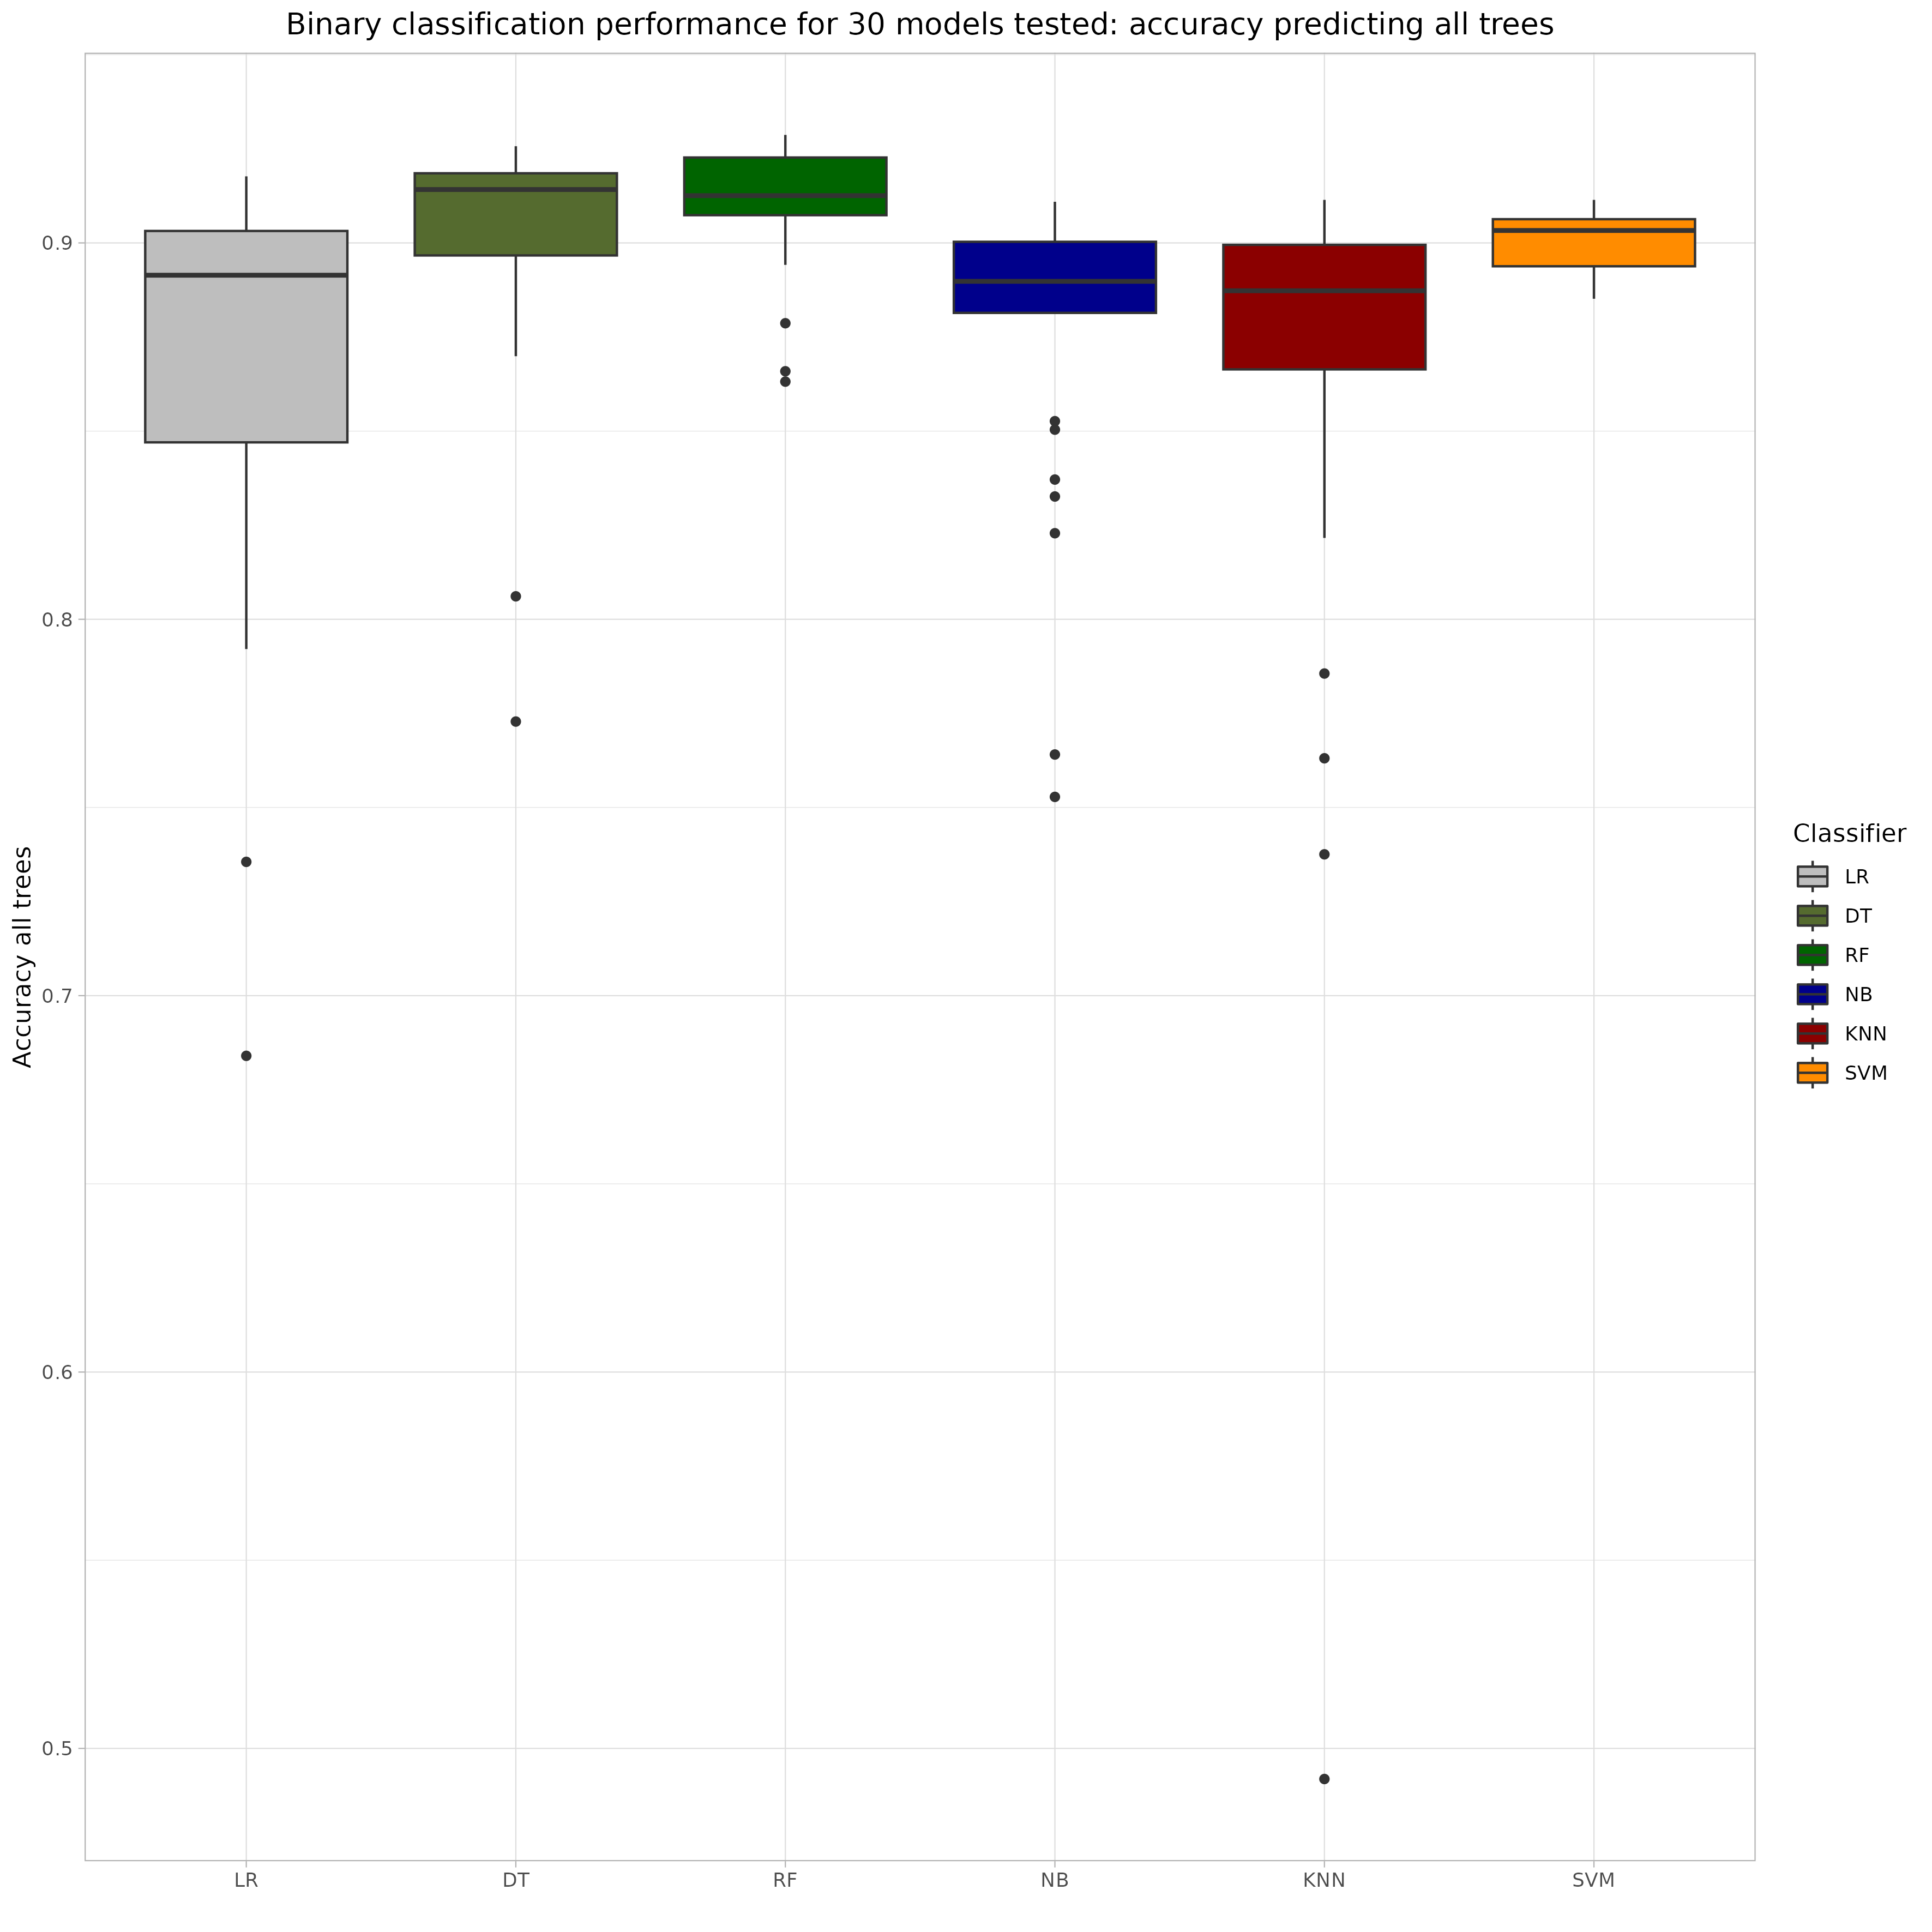 Binary classification performance for 30 models tested: accuracy predicting all trees
Accuracy all trees
0.9
0.8
0.7
0.6
0.5
LR
DT
RF
NB
KNN
SVM
Classifier
LR
DT
RF
NB
KNN
SVM